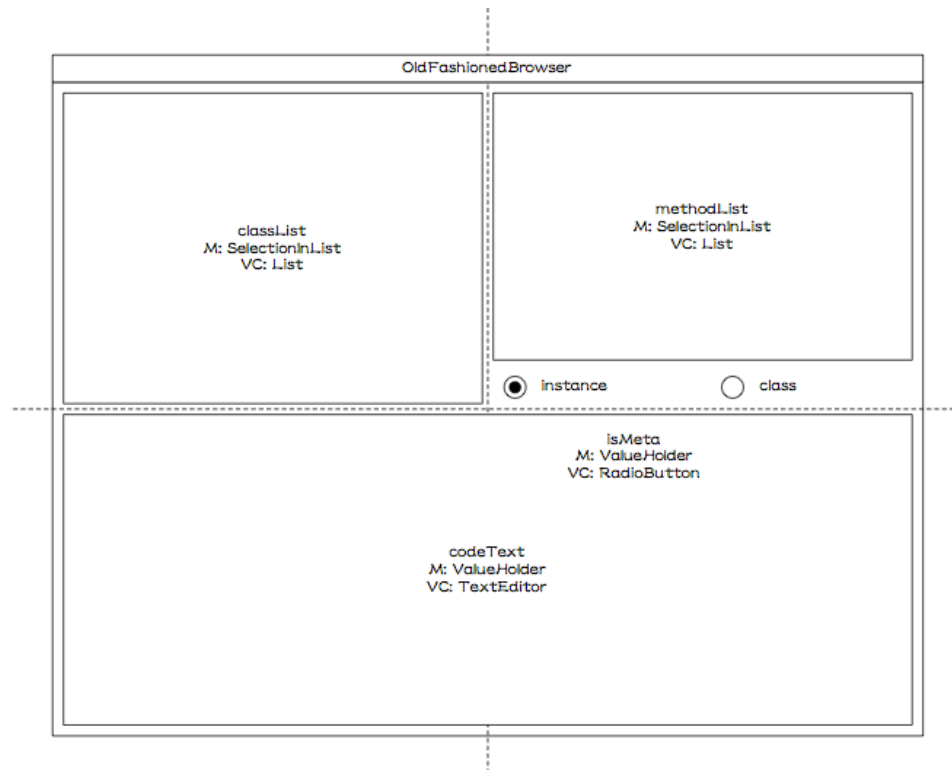 OldFashionedBrowser
classList
M: SelectionInList
VC: List
methodList
M: SelectionInList
VC: List
instance
class
isMeta
M: ValueHolder
VC: RadioButton
codeText
M: ValueHolder
VC: TextEditor